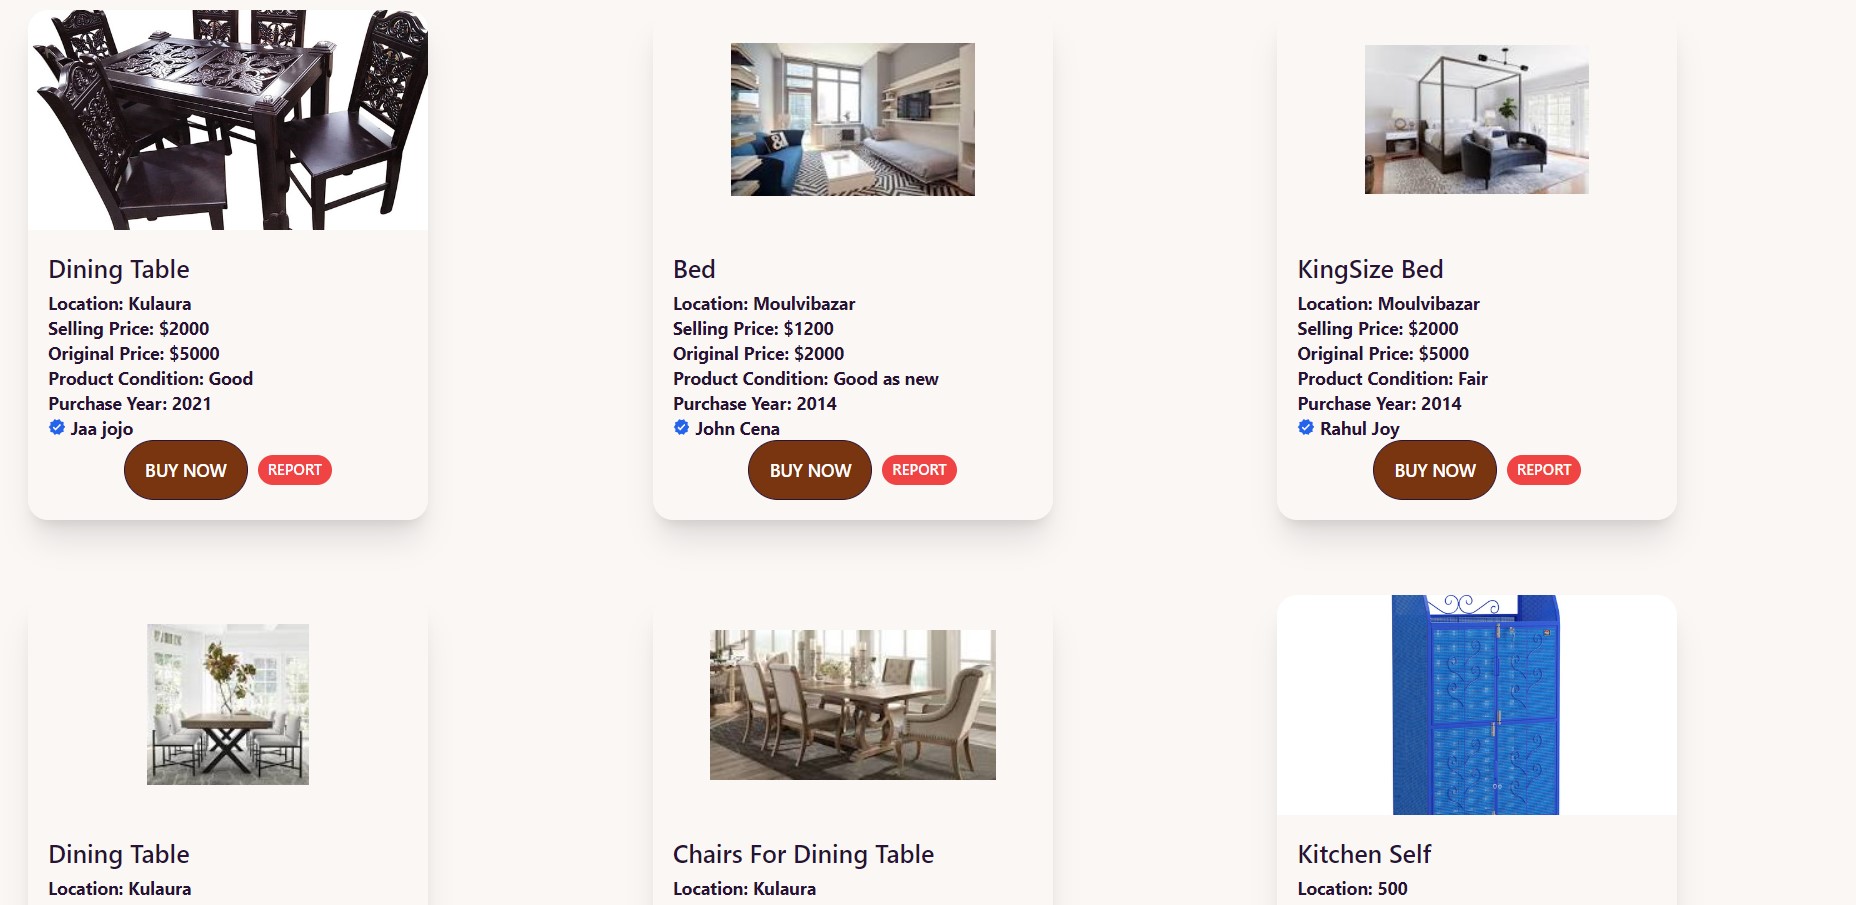 Dining Table
Location: Kulaura
Selling Price: $2000
Original Price: $5000
Product Condition: Good
Purchase Year: 2021
Jaa jojo
BUY NOW
REPORT
Bed
Location: Moulvibazar
Selling Price: $1200
Original Price: $2000
Product Condition: Good as new
Purchase Year: 2014
John Cena
BUY NOW
REPORT
KingSize Bed
Location: Moulvibazar
Selling Price: $2000
Original Price: $5000
Product Condition: Fair
Purchase Year: 2014
Rahul Joy
BUY NOW
REPORT
Dining Table
Location: Kulaura
Chairs For Dining Table
Location: Kulaura
Kitchen Self
Location: 500